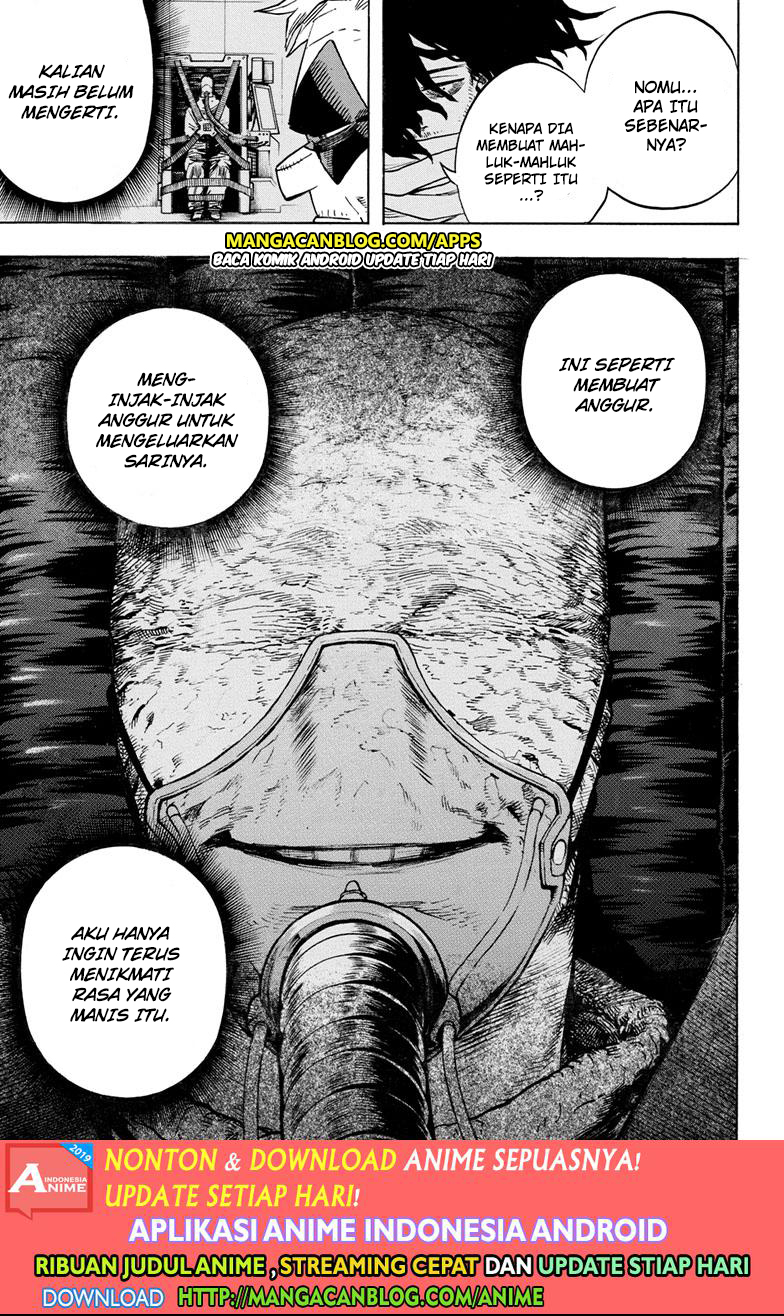 NOMU...
APA ITU
SEBENAR-
NYA?
KENAPA DIA
MEMBUAT MAH-
LUK-MAHLUK
SEPERTI ITU
...?
KALIAN
MASIH BELUM
MENGERTI.
MANGACANBLOG.COM/APPS
BACA KOMIK ANDROID UPDATE TIAP HARI
INI SEPERTI
MEMBUAT
ANGGUR.
MENG-
INJAK-INJAK
ANGGUR UNTUK
MENGELUARKAN
SARINYA.
AKU HANYA
INGIN TERUS
MENIKMATI
RASA YANG
MANIS ITU.
2019
INDONESIA
ANIME
NONTON & DOWNLOAD ANIME SEPUASNYA!
UPDATE SETIAP HARI!
APLIKASI ANIME INDONESIA ANDROID
RIBUAN JUDUL ANIME , STREAMING CEPAT DAN UPDATE STIAP HARI
DOWNLOAD HTTP://MANGACANBLOG.COM/ANIME